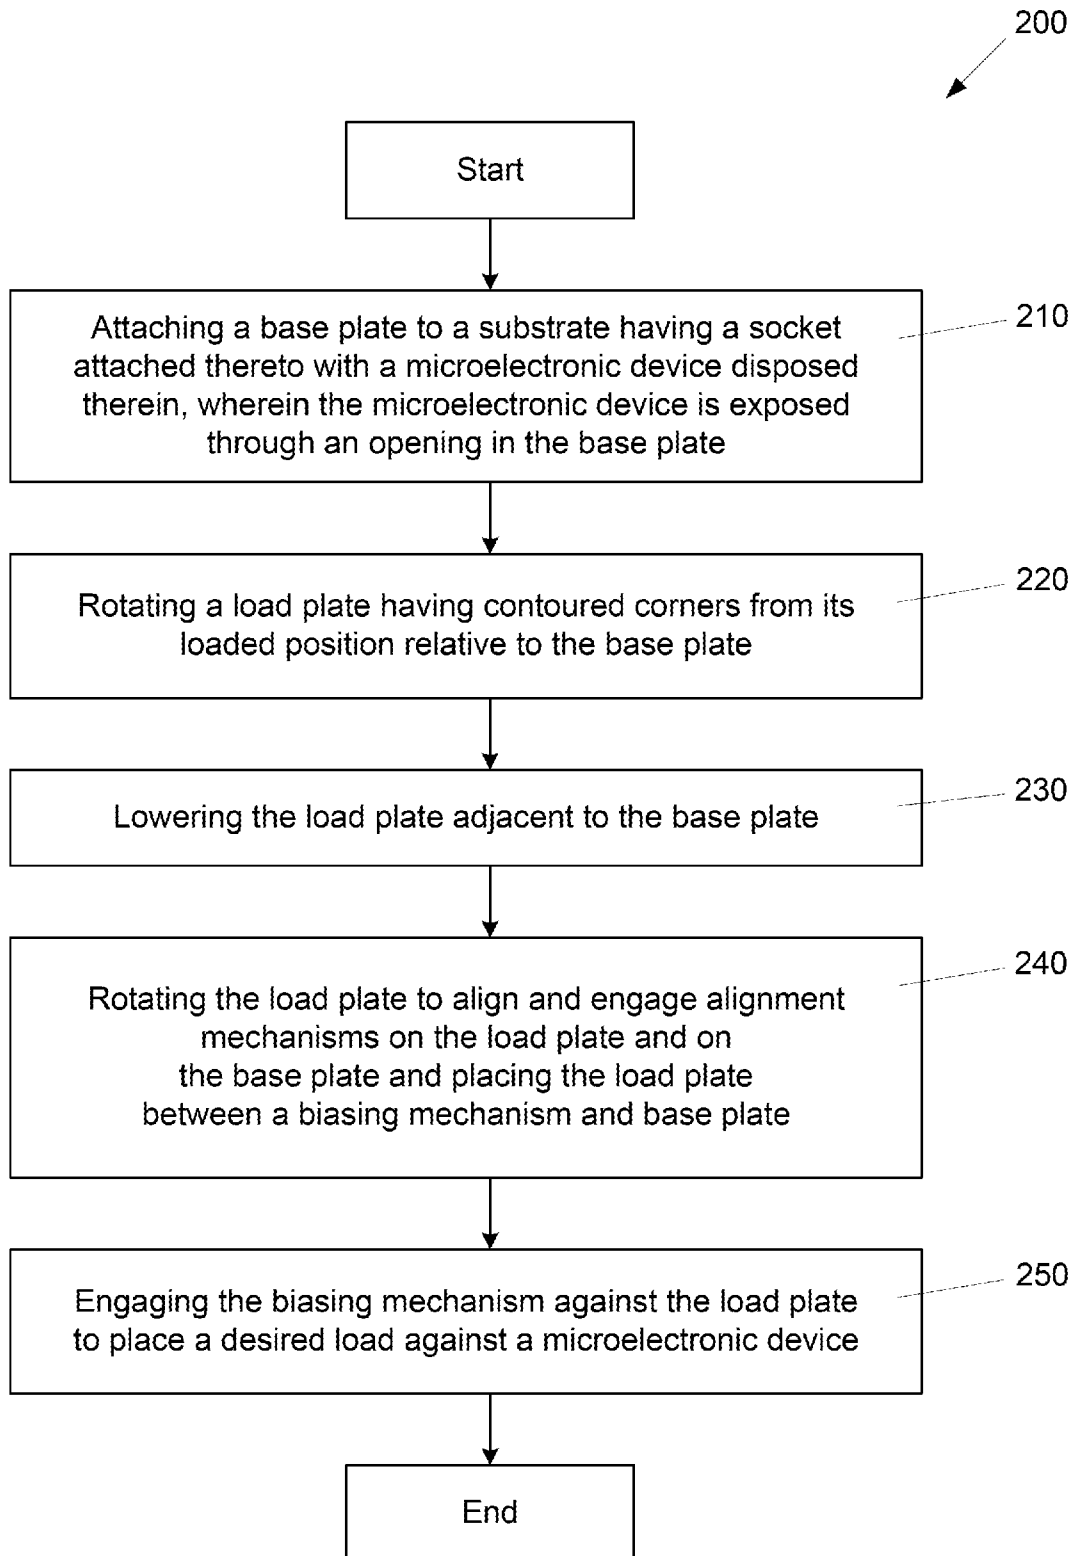 200
Start
Attaching a base plate to a substrate having a socket
attached thereto with a microelectronic device disposed
therein, wherein the microelectronic device is exposed
through an opening in the base plate
210
Rotating a load plate having contoured corners from its
loaded position relative to the base plate
220
Lowering the load plate adjacent to the base plate
230
Rotating the load plate to align and engage alignment
mechanisms on the load plate and on
the base plate and placing the load plate
between a biasing mechanism and base plate
240
Engaging the biasing mechanism against the load plate
to place a desired load against a microelectronic device
250
End